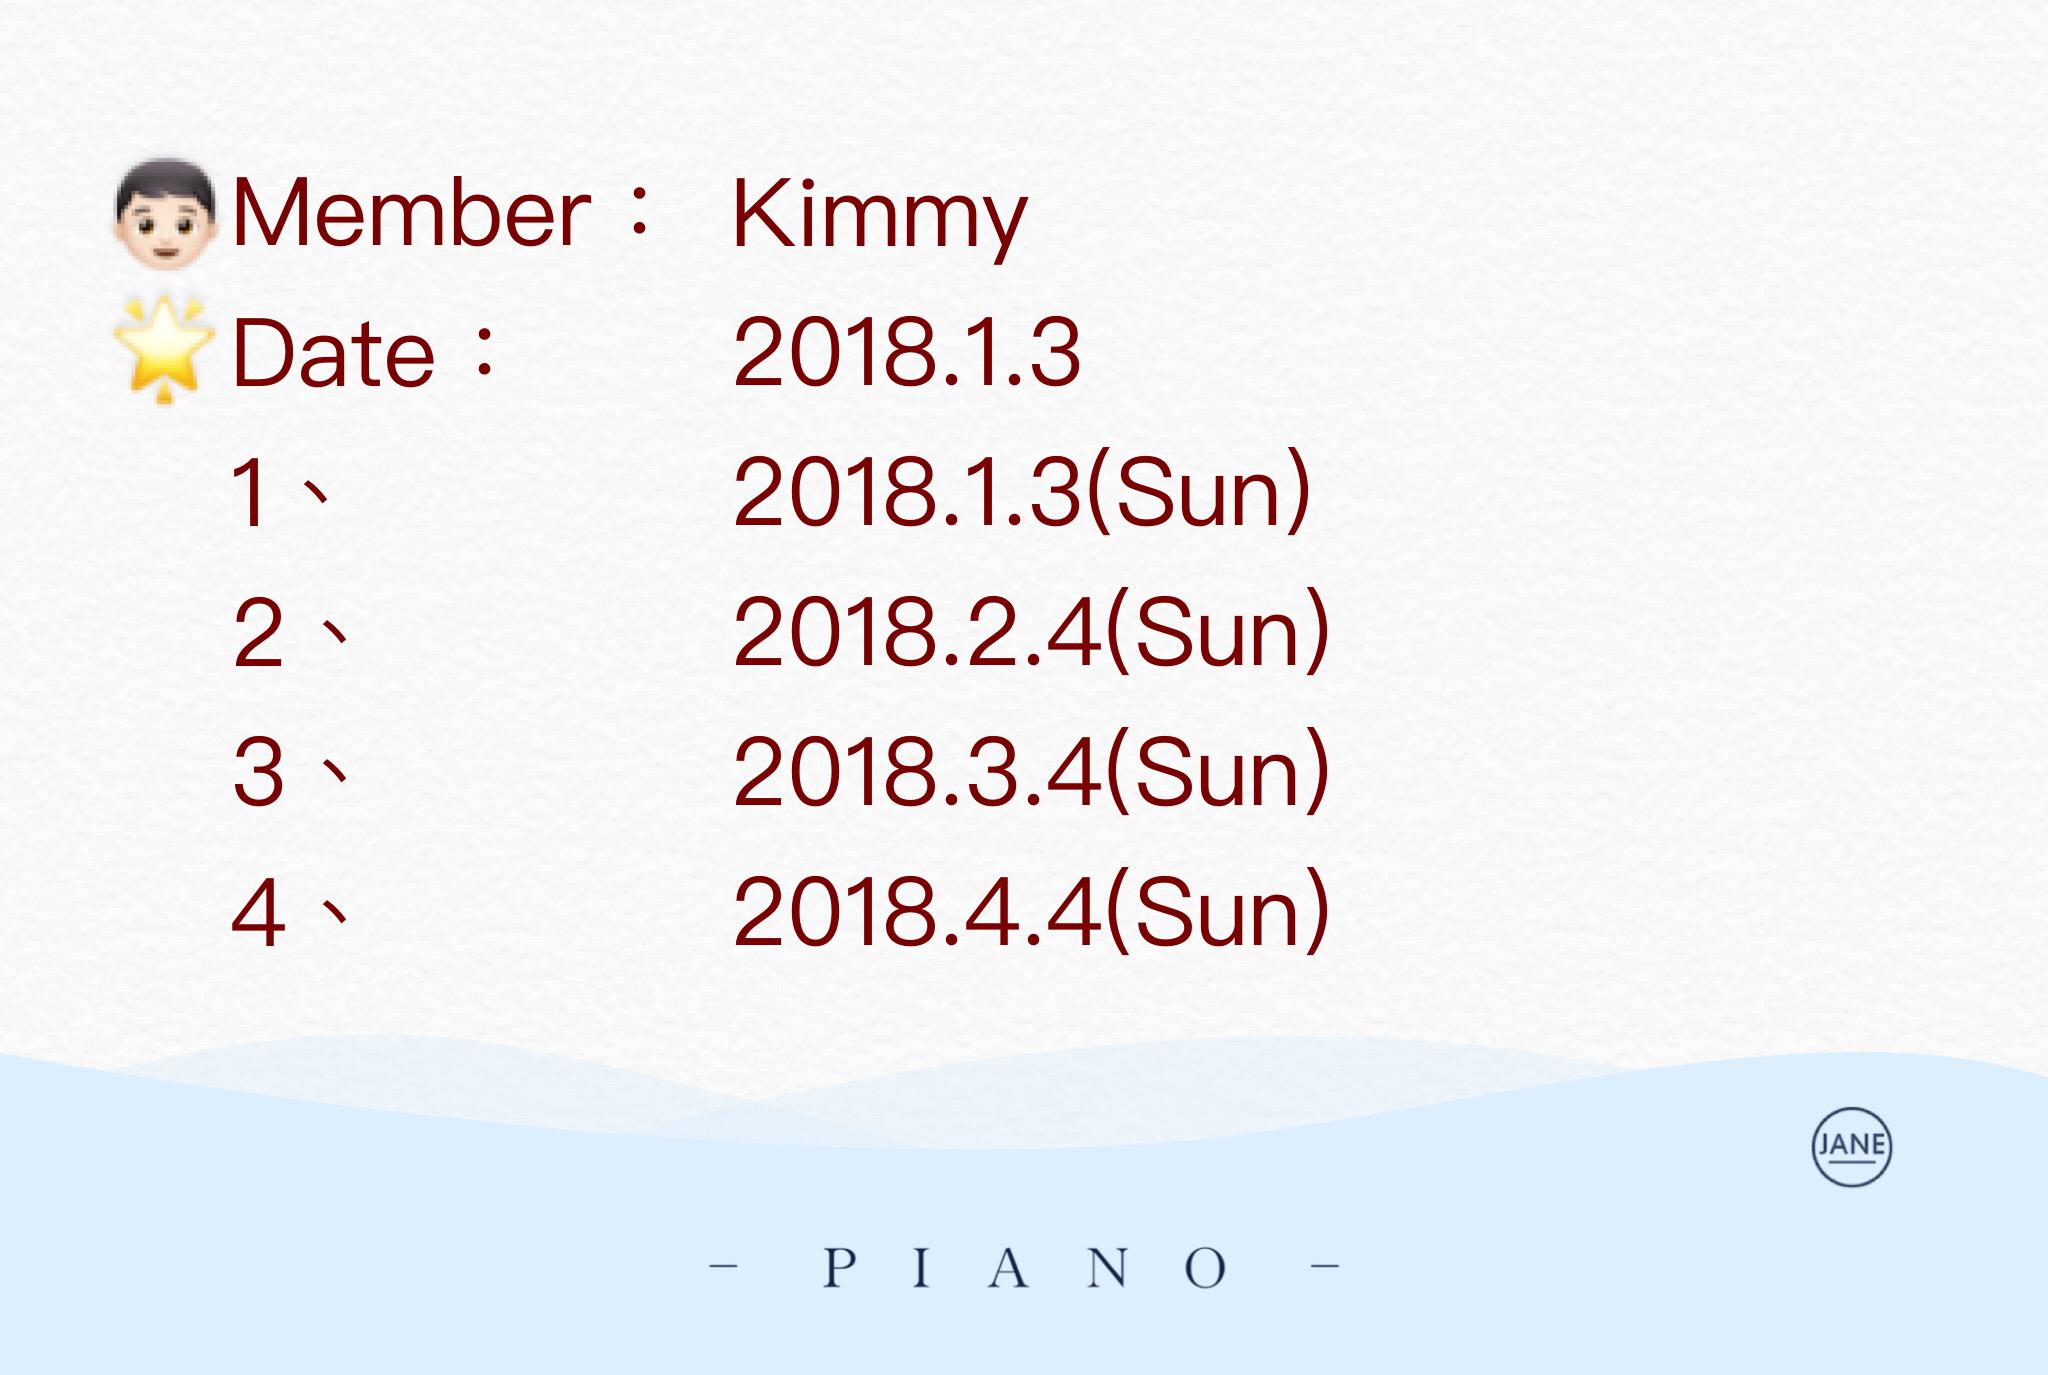 Member： Kimmy
Date： 2018.1.3
1、 2018.1.3(Sun)
2、 2018.2.4(Sun)
3、 2018.3.4(Sun)
4、 2018.4.4(Sun)
JANE
- PIANO -